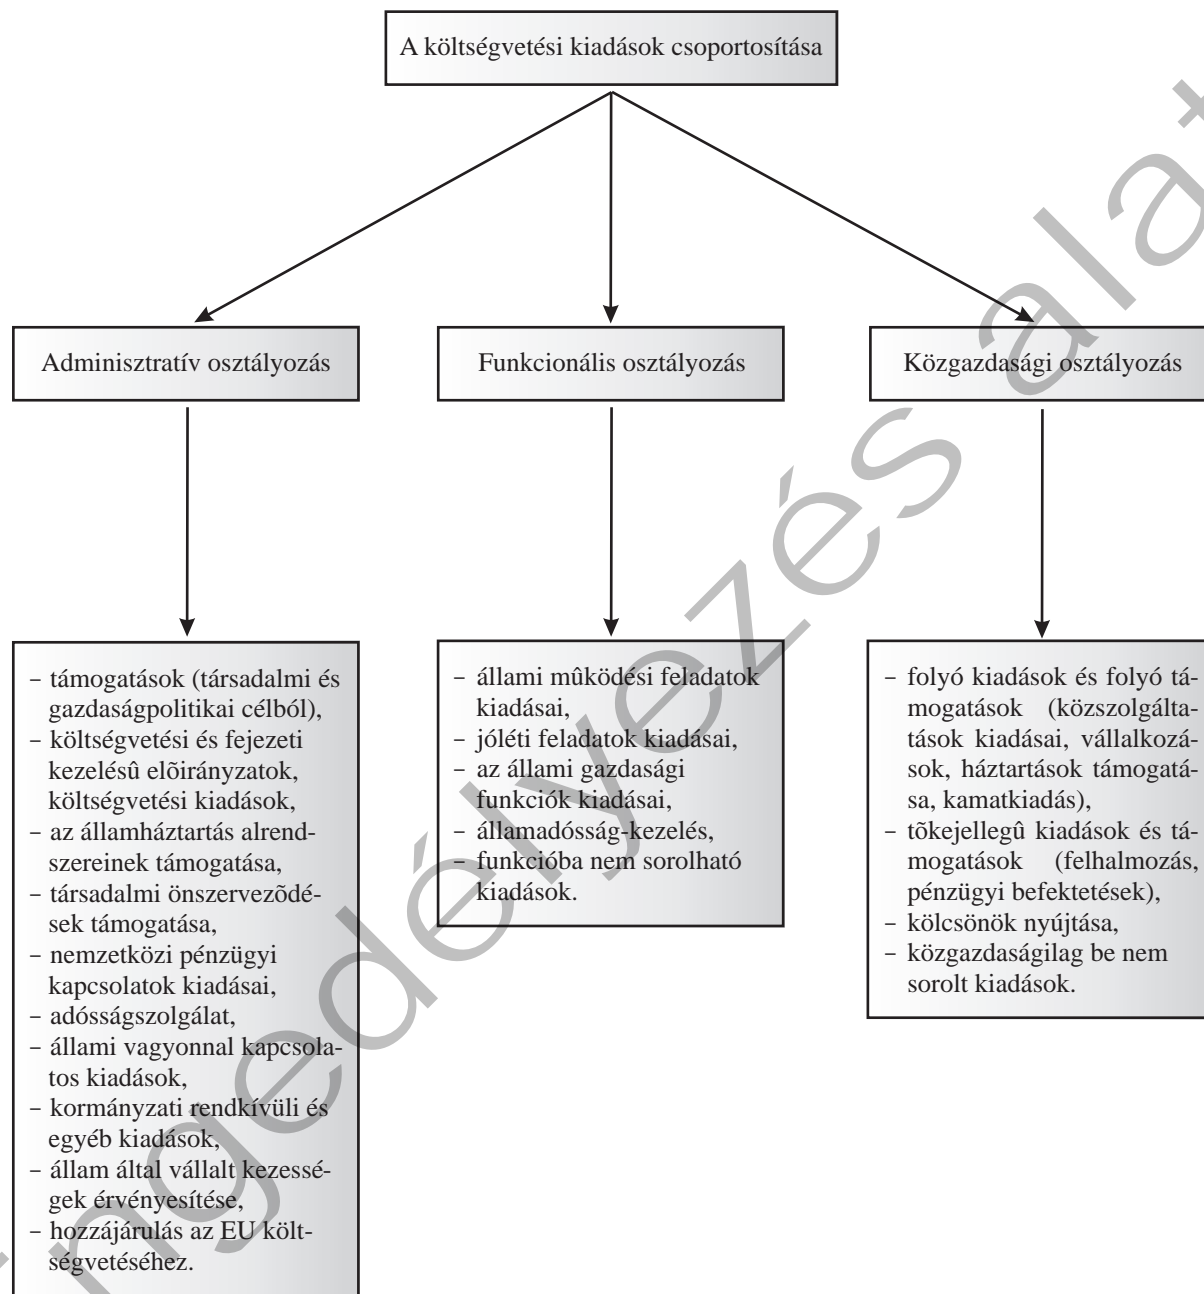 A költségvetési kiadások csoportosítása
Adminisztratív osztályozás
Funkcionális osztályozás
Közgazdasági osztályozás
– támogatások (társadalmi és
gazdaságpolitikai célból),
– költségvetési és fejezeti
kezelésû elõirányzatok,
költségvetési kiadások,
– az államháztartás alrend-
szereinek támogatása,
– társadalmi önszervezõdé-
sek támogatása,
– nemzetközi pénzügyi
kapcsolatok kiadásai,
– adósságszolgálat,
– állami vagyonnal kapcsola-
tos kiadások,
– kormányzati rendkívüli és
egyéb kiadások,
– állam által vállalt kezessé-
gek érvényesítése,
– hozzájárulás az EU költ-
ségvetéséhez.
– állami mûködési feladatok
kiadásai,
– jóléti feladatok kiadásai,
– az állami gazdasági
funkciók kiadásai,
– államadósság-kezelés,
– funkcióba nem sorolható
kiadások.
– folyó kiadások és folyó tá-
mogatások (közszolgálta-
tások kiadásai, vállalkozá-
sok, háztartások támogatá-
sa, kamatkiadás),
– tõkejellegû kiadások és tá-
mogatások (felhalmozás,
pénzügyi befektetések),
– kölcsönök nyújtása,
– közgazdaságilag be nem
sorolt kiadások.
engedélyezés alat